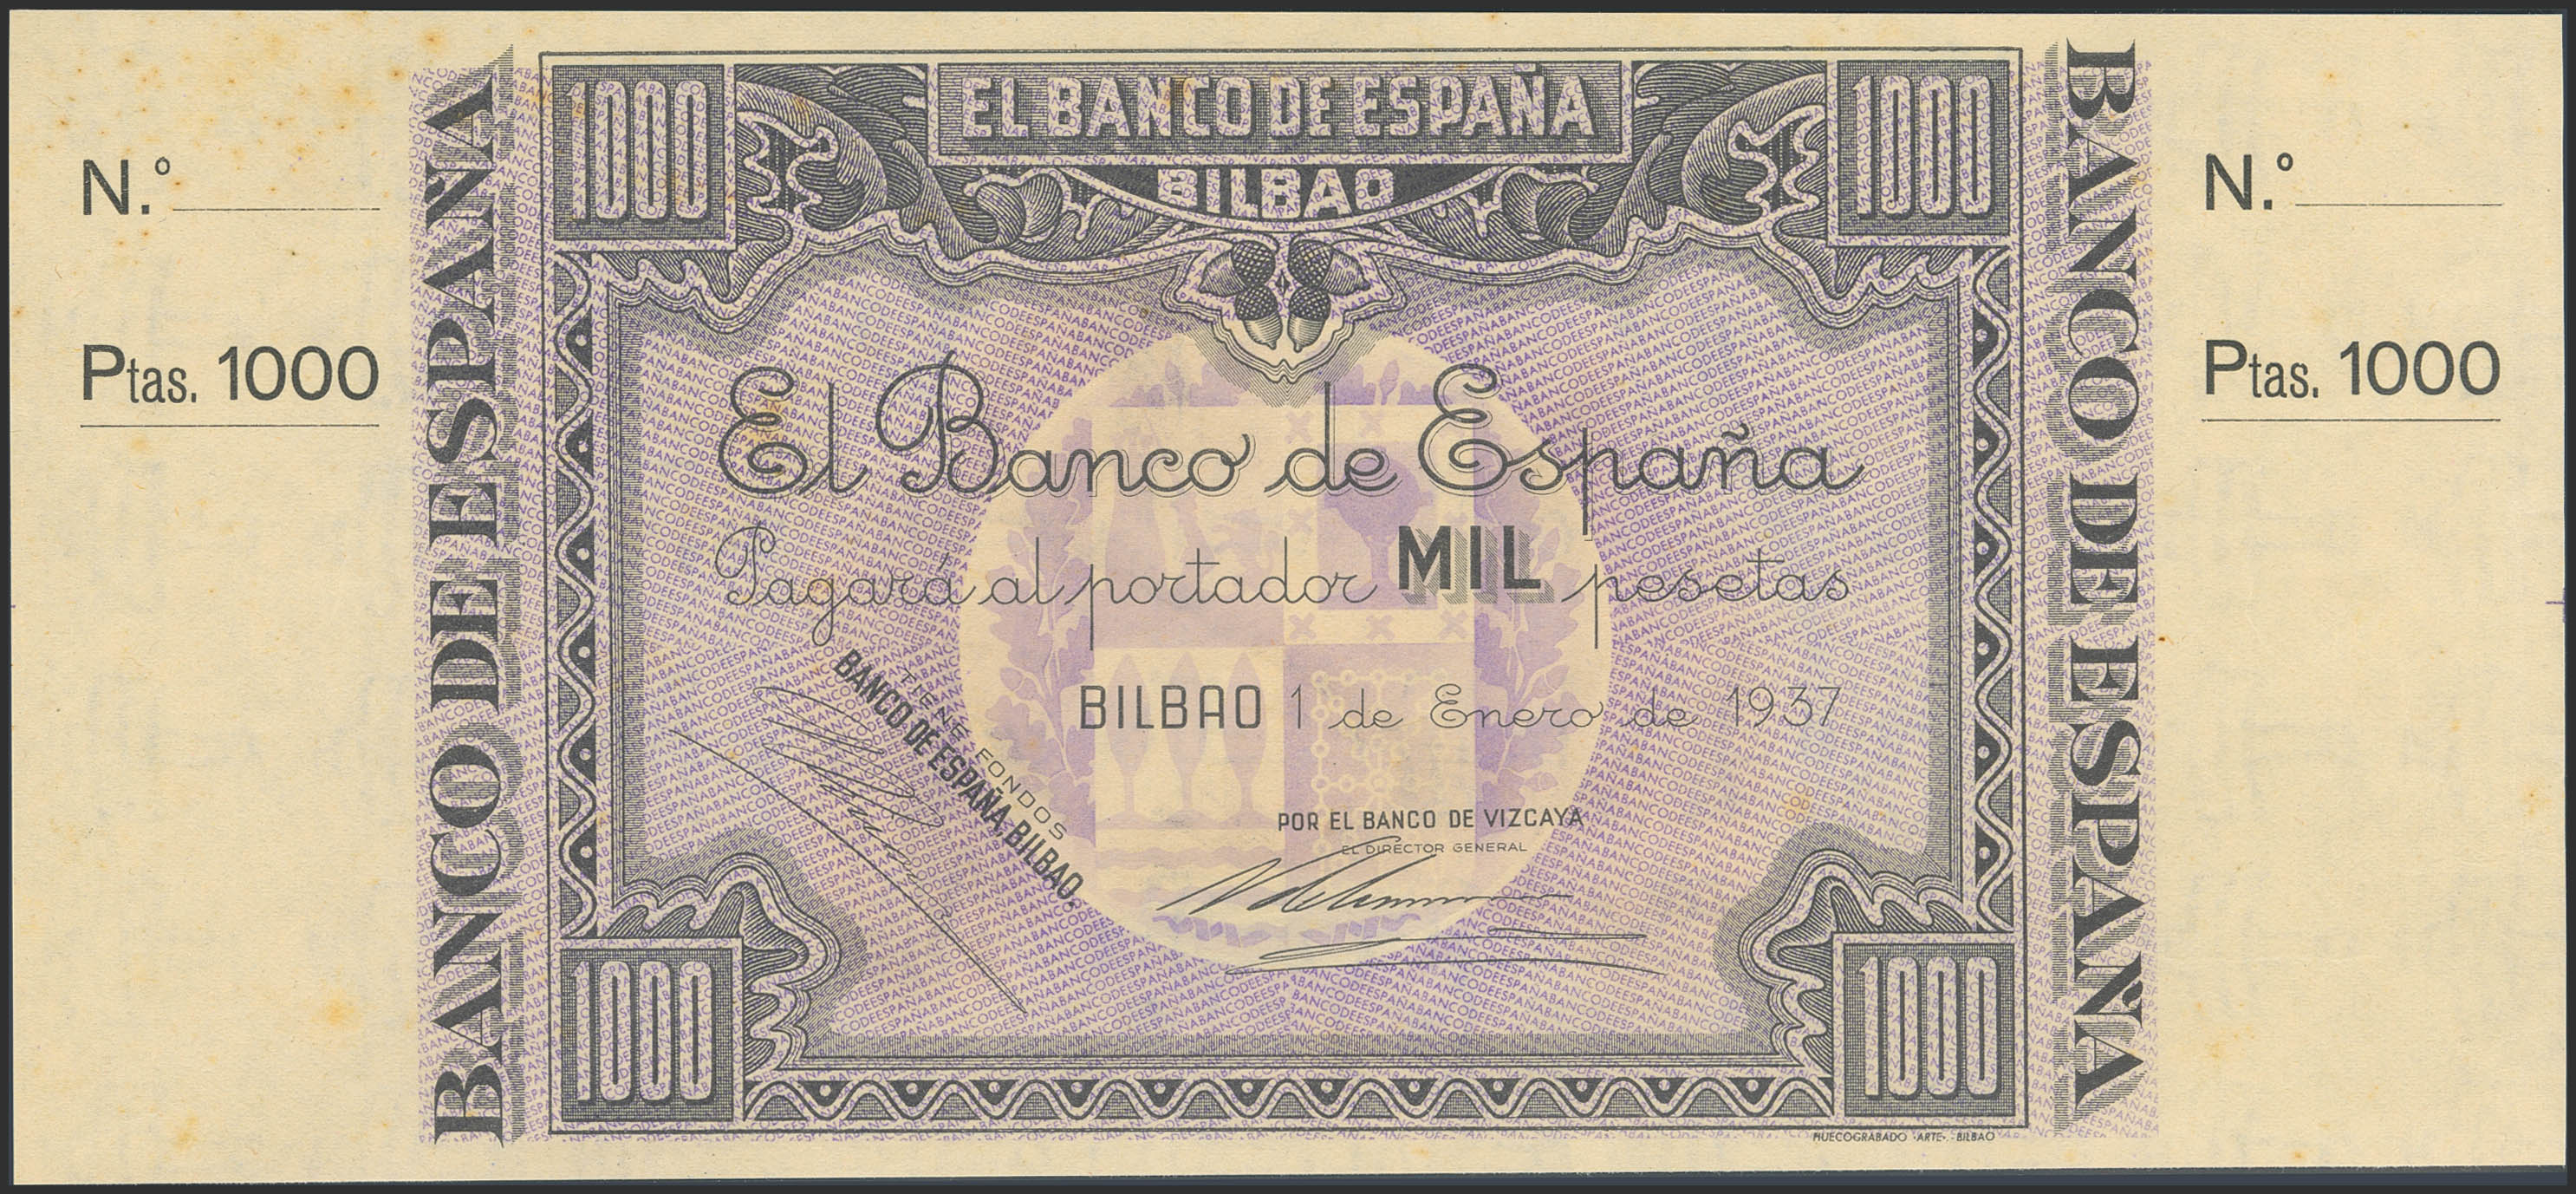 N.º
Ptas. 1000
BANCO DE ESPAÑA
1000
EL BANCO DE ESPAÑA
BILBAO
1000
El Banco de España
Pagará al portador MIL pesetas
BILBAO 1 de Enero de 1937
TIENE FONDOS
BANCO DE ESPAÑA.BILBAO.
POR EL BANCO DE VIZCAYA
EL DIRECTOR GENERAL
1000
1000
HUECOGRABADO -ARTE- - BILBAO
BANCO DE ESPAÑA
N.º
Ptas. 1000